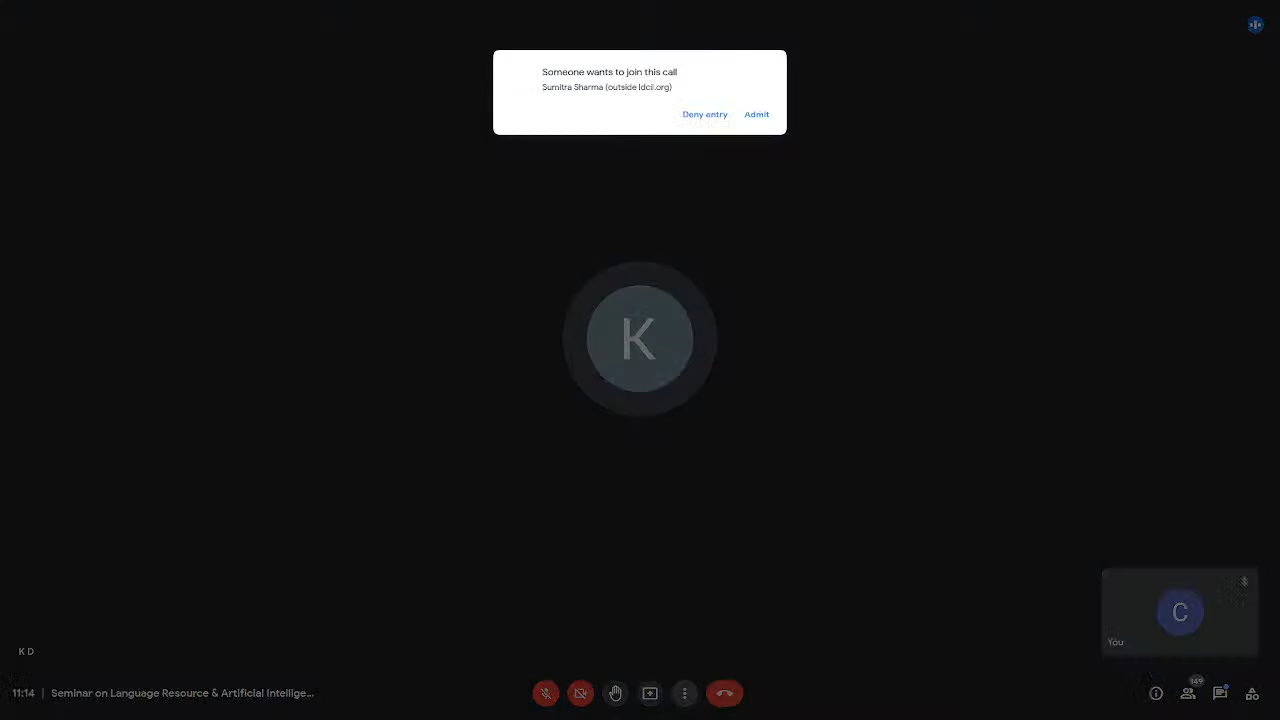 Someone wants to join this call
Sumitra Sharma (outside ldcil.org)
Deny entry Admit
K
C
You
K D
149
11:14 | Seminar on Language Resource & Artificial Intellige...